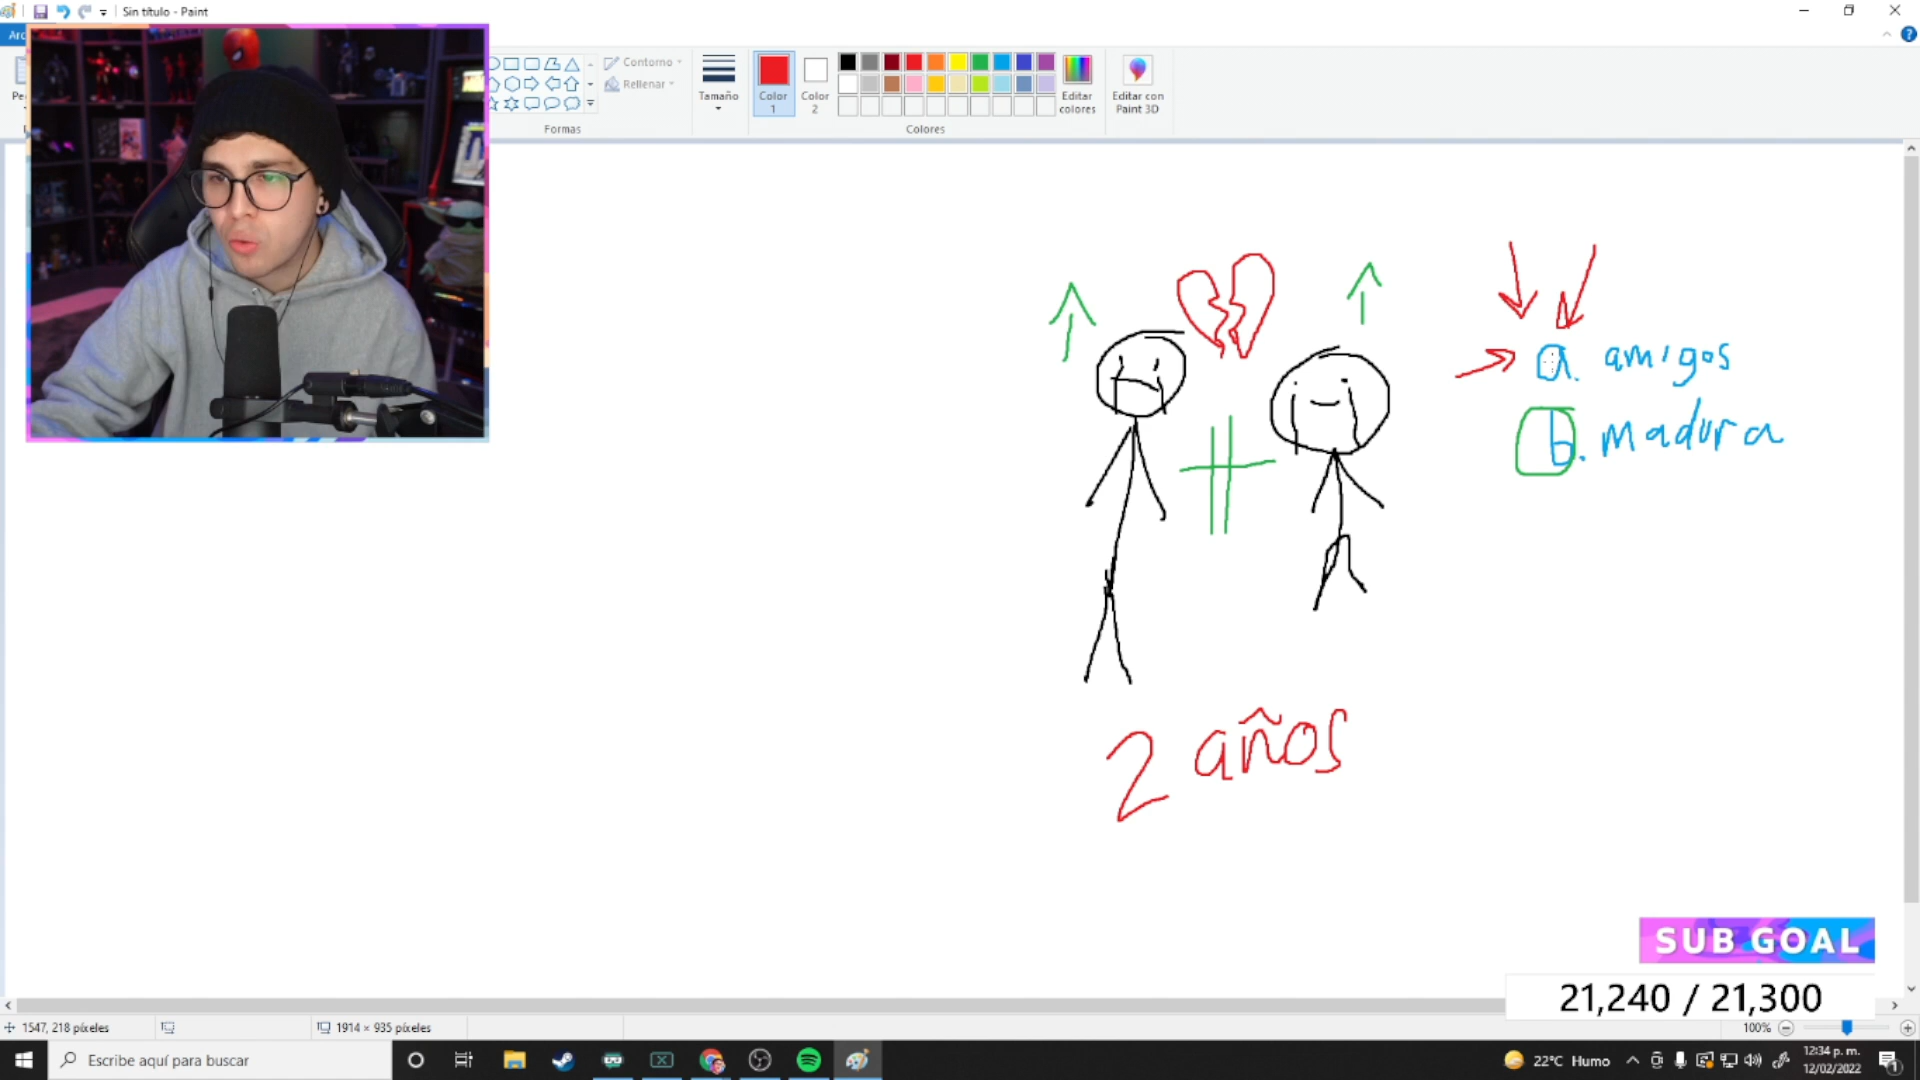 Sin título - Paint
Arc
Pe
Contorno
Rellenar
Formas
Tamaño
Color 1
Color 2
Colores
Editar colores
Editar con Paint 3D
a. amigos
b. madura
2 años
SUB GOAL
21,240 / 21,300
1547, 218 píxeles
1914 × 935 píxeles
100%
Escribe aquí para buscar
22°C Humo
12:34 p. m.
12/02/2022